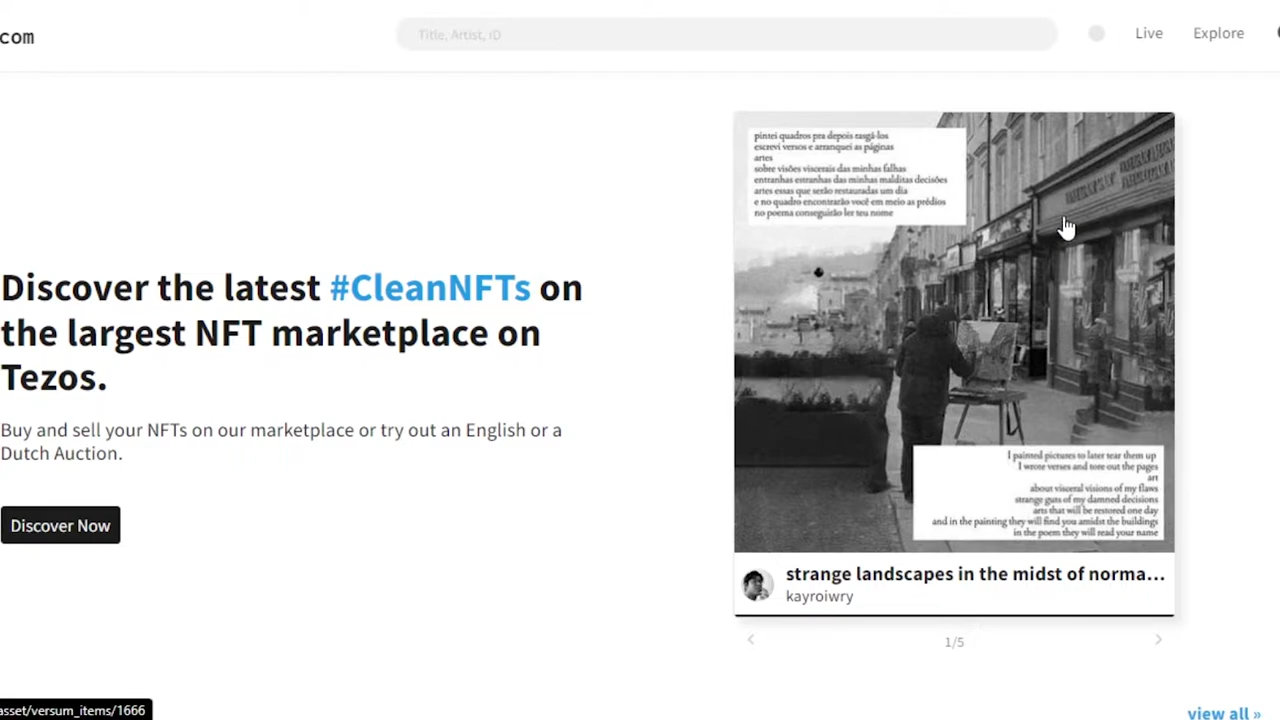 com
Title, Artist, ID
Live
Explore
Discover the latest #CleanNFTs on
the largest NFT marketplace on
Tezos.
Buy and sell your NFTs on our marketplace or try out an English or a
Dutch Auction.
Discover Now
pintei quadros pra depois rasgá-los
escrevi versos e arranquei as páginas
artes
sobre visões viscerais das minhas falhas
entranhas estranhas das minhas malditas decisões
artes essas que serão restauradas um dia
e no quadro encontrarão você em meio as prédios
no poema conseguirão ler teu nome
I painted pictures to later tear them up
I wrote verses and tore out the pages
art
about visceral visions of my flaws
strange guts of my damned decisions
arts that will be restored one day
and in the painting they will find you amidst the buildings
in the poem they will read your name
strange landscapes in the midst of norma...
kayroiwry
1/5
asset/versum_items/1666
view all »